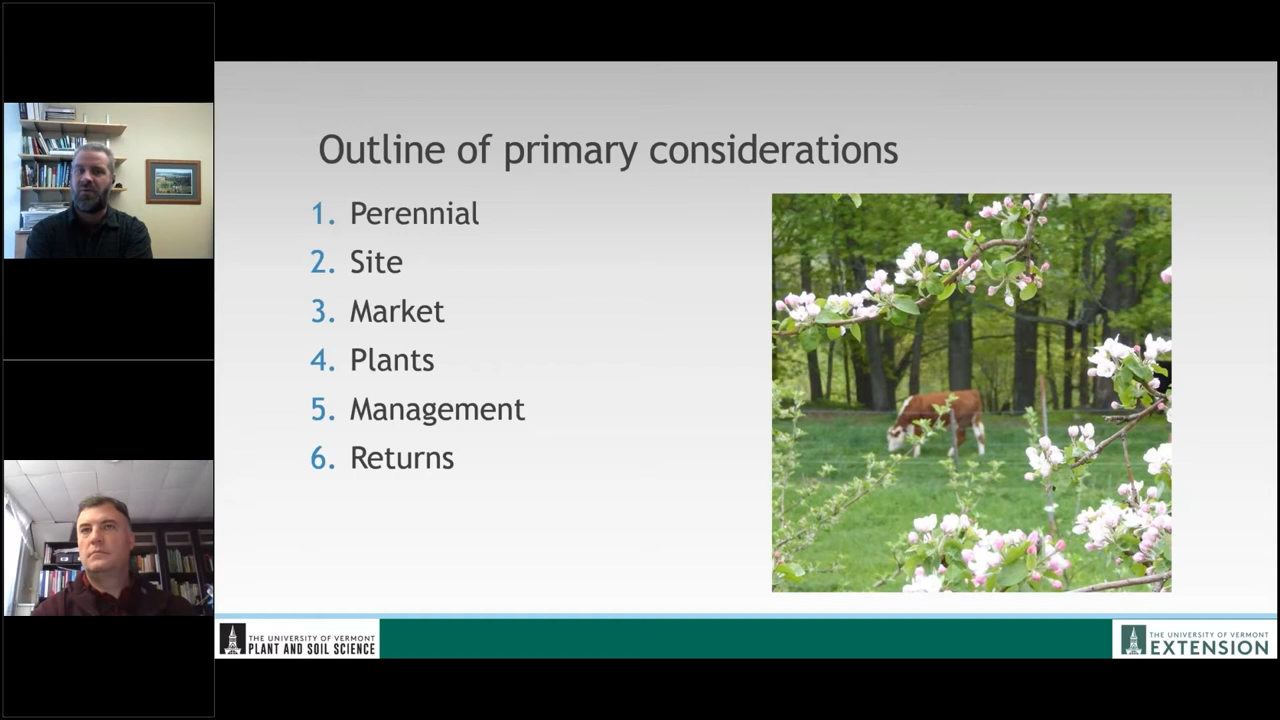 Outline of primary considerations
1. Perennial
2. Site
3. Market
4. Plants
5. Management
6. Returns
THE UNIVERSITY OF VERMONT
PLANT AND SOIL SCIENCE
THE UNIVERSITY OF VERMONT
EXTENSION